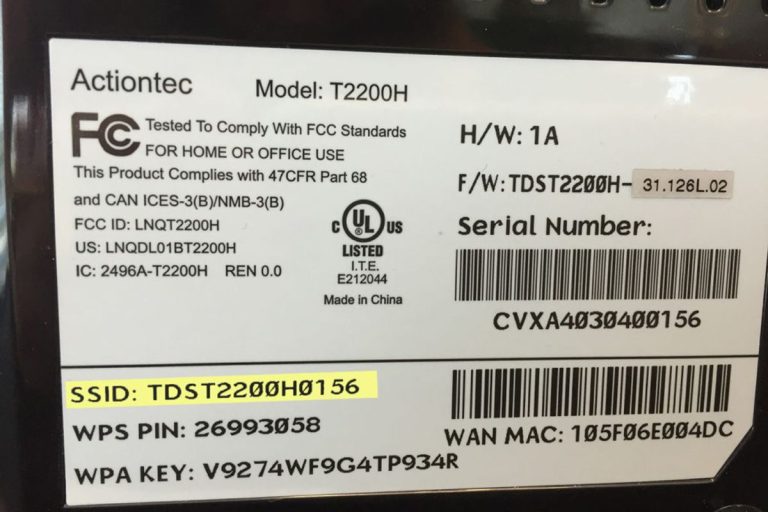 Actiontec Model: T2200H
FC Tested To Comply With FCC Standards
FOR HOME OR OFFICE USE
This Product Complies with 47CFR Part 68
and CAN ICES-3(B)/NMB-3(B)
FCC ID: LNQT2200H
US: LNQDL01BT2200H
IC: 2496A-T2200H REN 0.0
C UL US
LISTED
I.T.E.
E212044
Made in China
H/W: 1A
F/W: TDST2200H-31.126L.02
Serial Number:
CVXA4030400156
SSID: TDST2200H0156
WPS PIN: 26993058
WPA KEY: V9274WF9G4TP934R
WAN MAC: 105F06E004DC